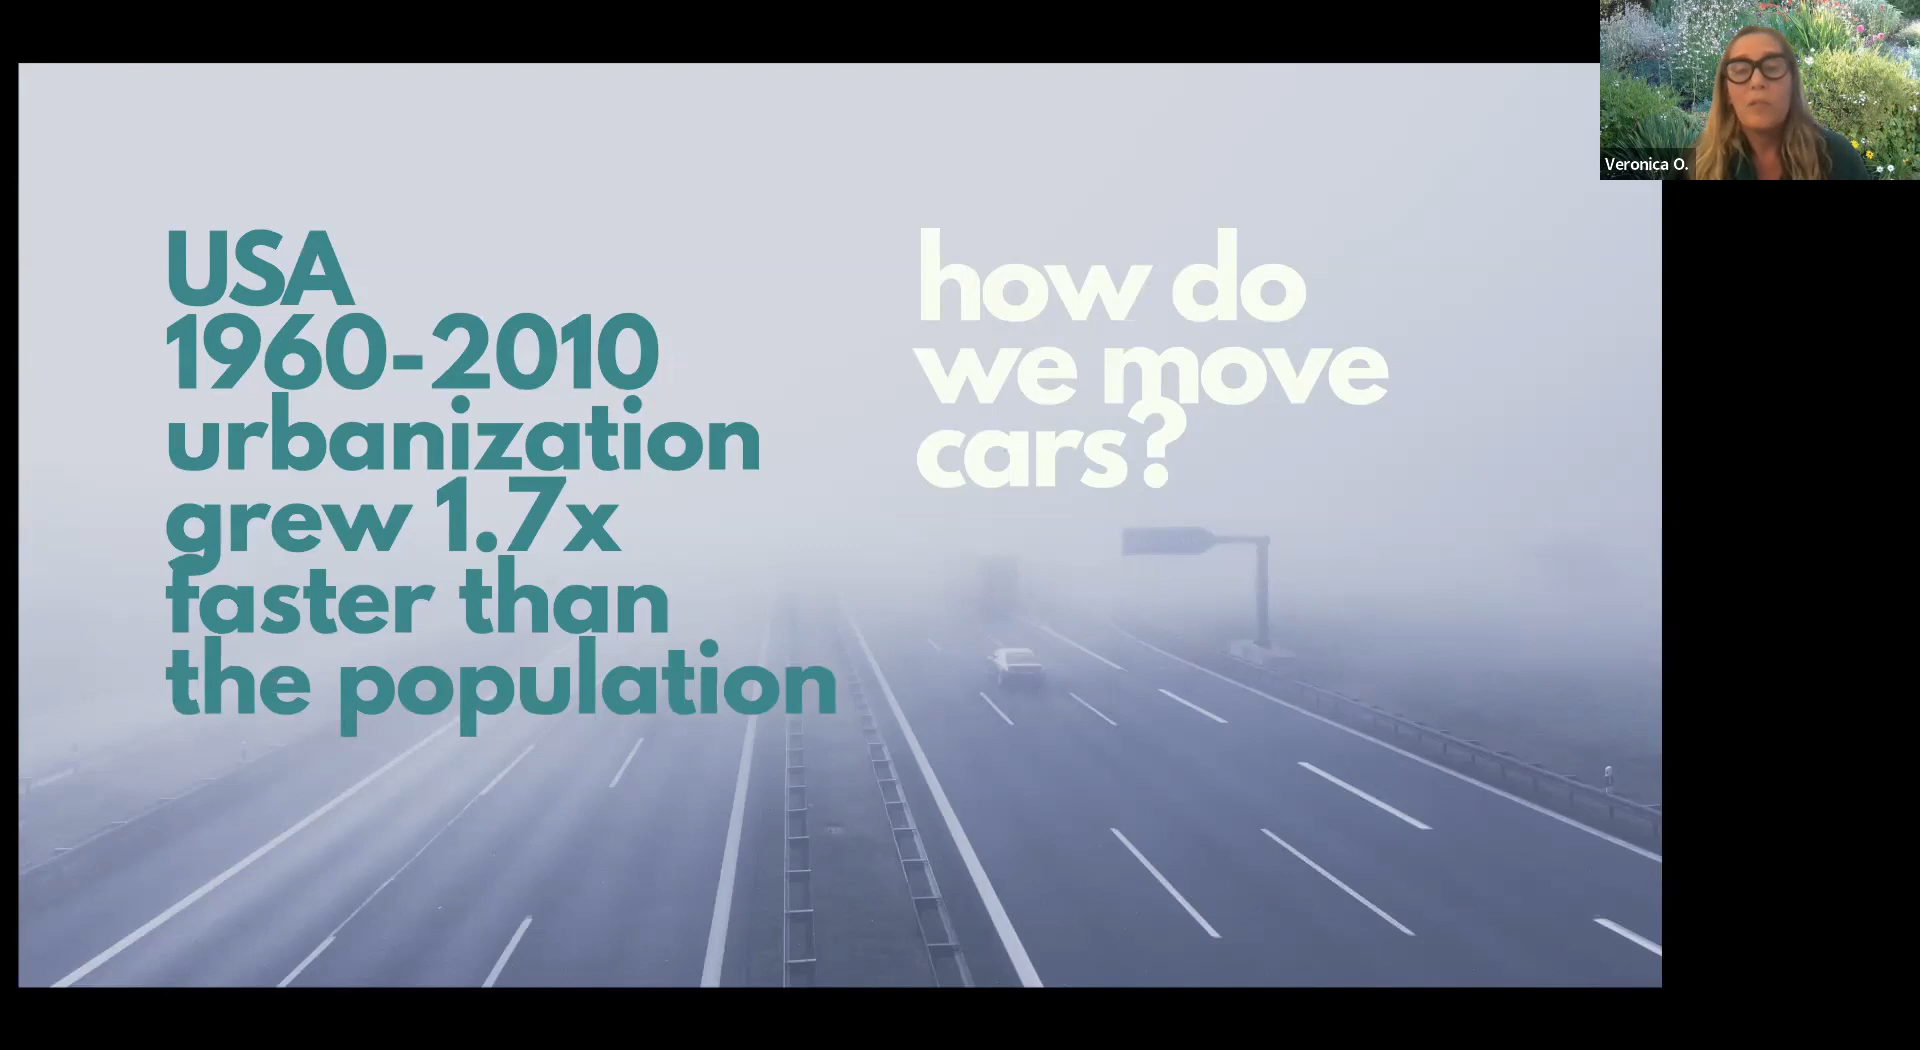 USA
1960-2010
urbanization
grew 1.7x
faster than
the population
how do
we move
cars?
Veronica O.